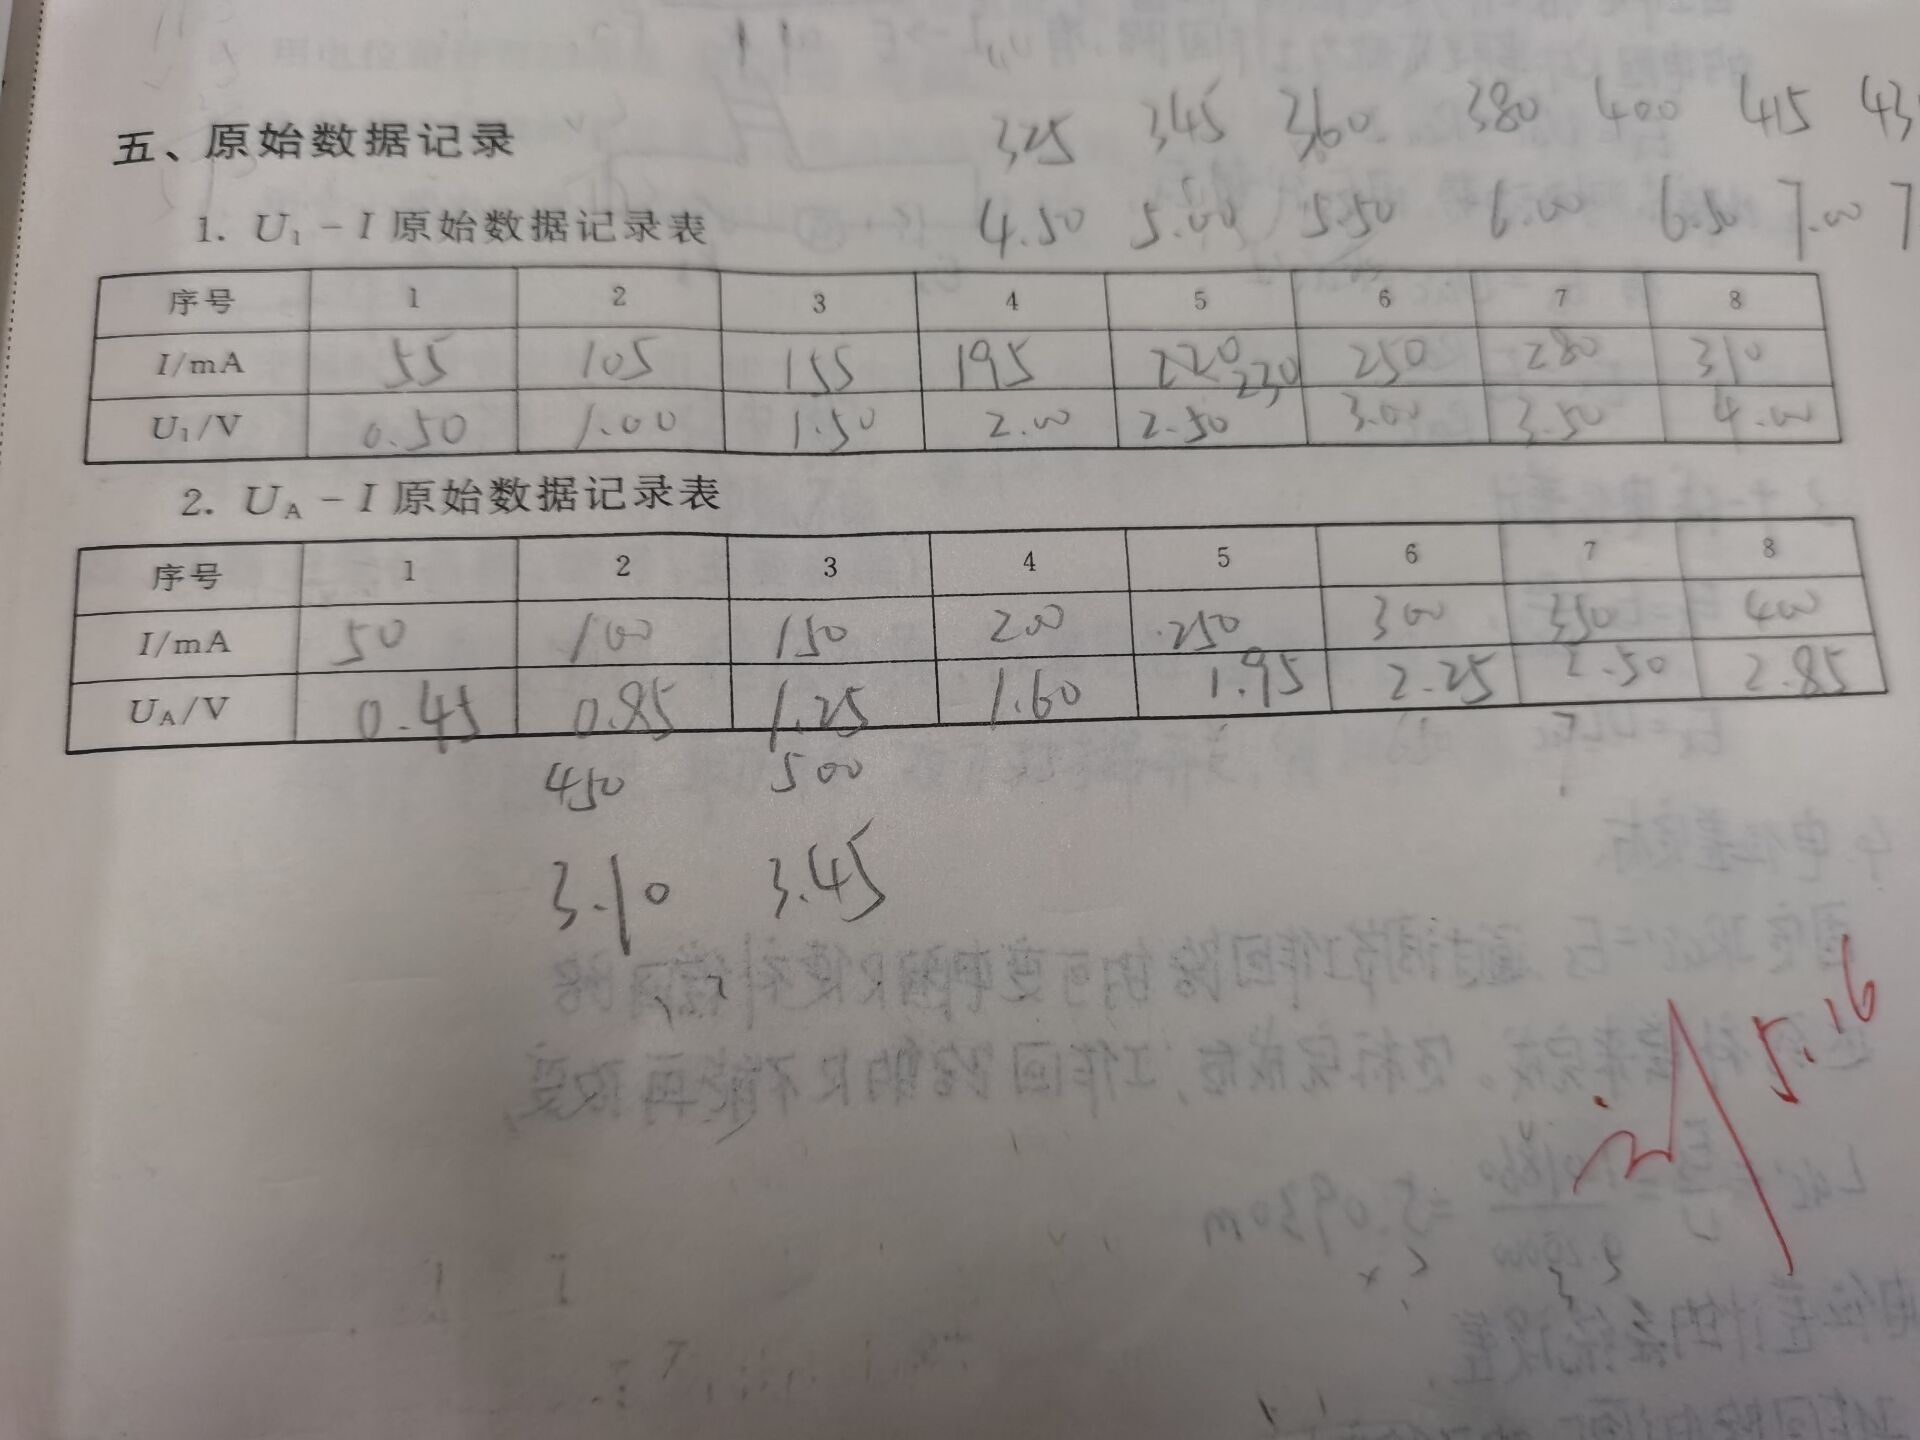 五、原始数据记录
325 345 360 380 400 415 43
1. U₁-I 原始数据记录表
4.50 5.00 5.50 6.00 6.50 7.00 7
序号 1 2 3 4 5 6 7 8
I/mA 55 105 155 195 220 230 250 280 310
U₁/V 0.50 1.00 1.50 2.00 2.50 3.00 3.50 4.00
2. U_A-I 原始数据记录表
序号 1 2 3 4 5 6 7 8
I/mA 50 100 150 200 250 300 350 400
U_A/V 0.45 0.85 1.25 1.60 1.95 2.25 2.50 2.85
450 500
3.10 3.45
5.16